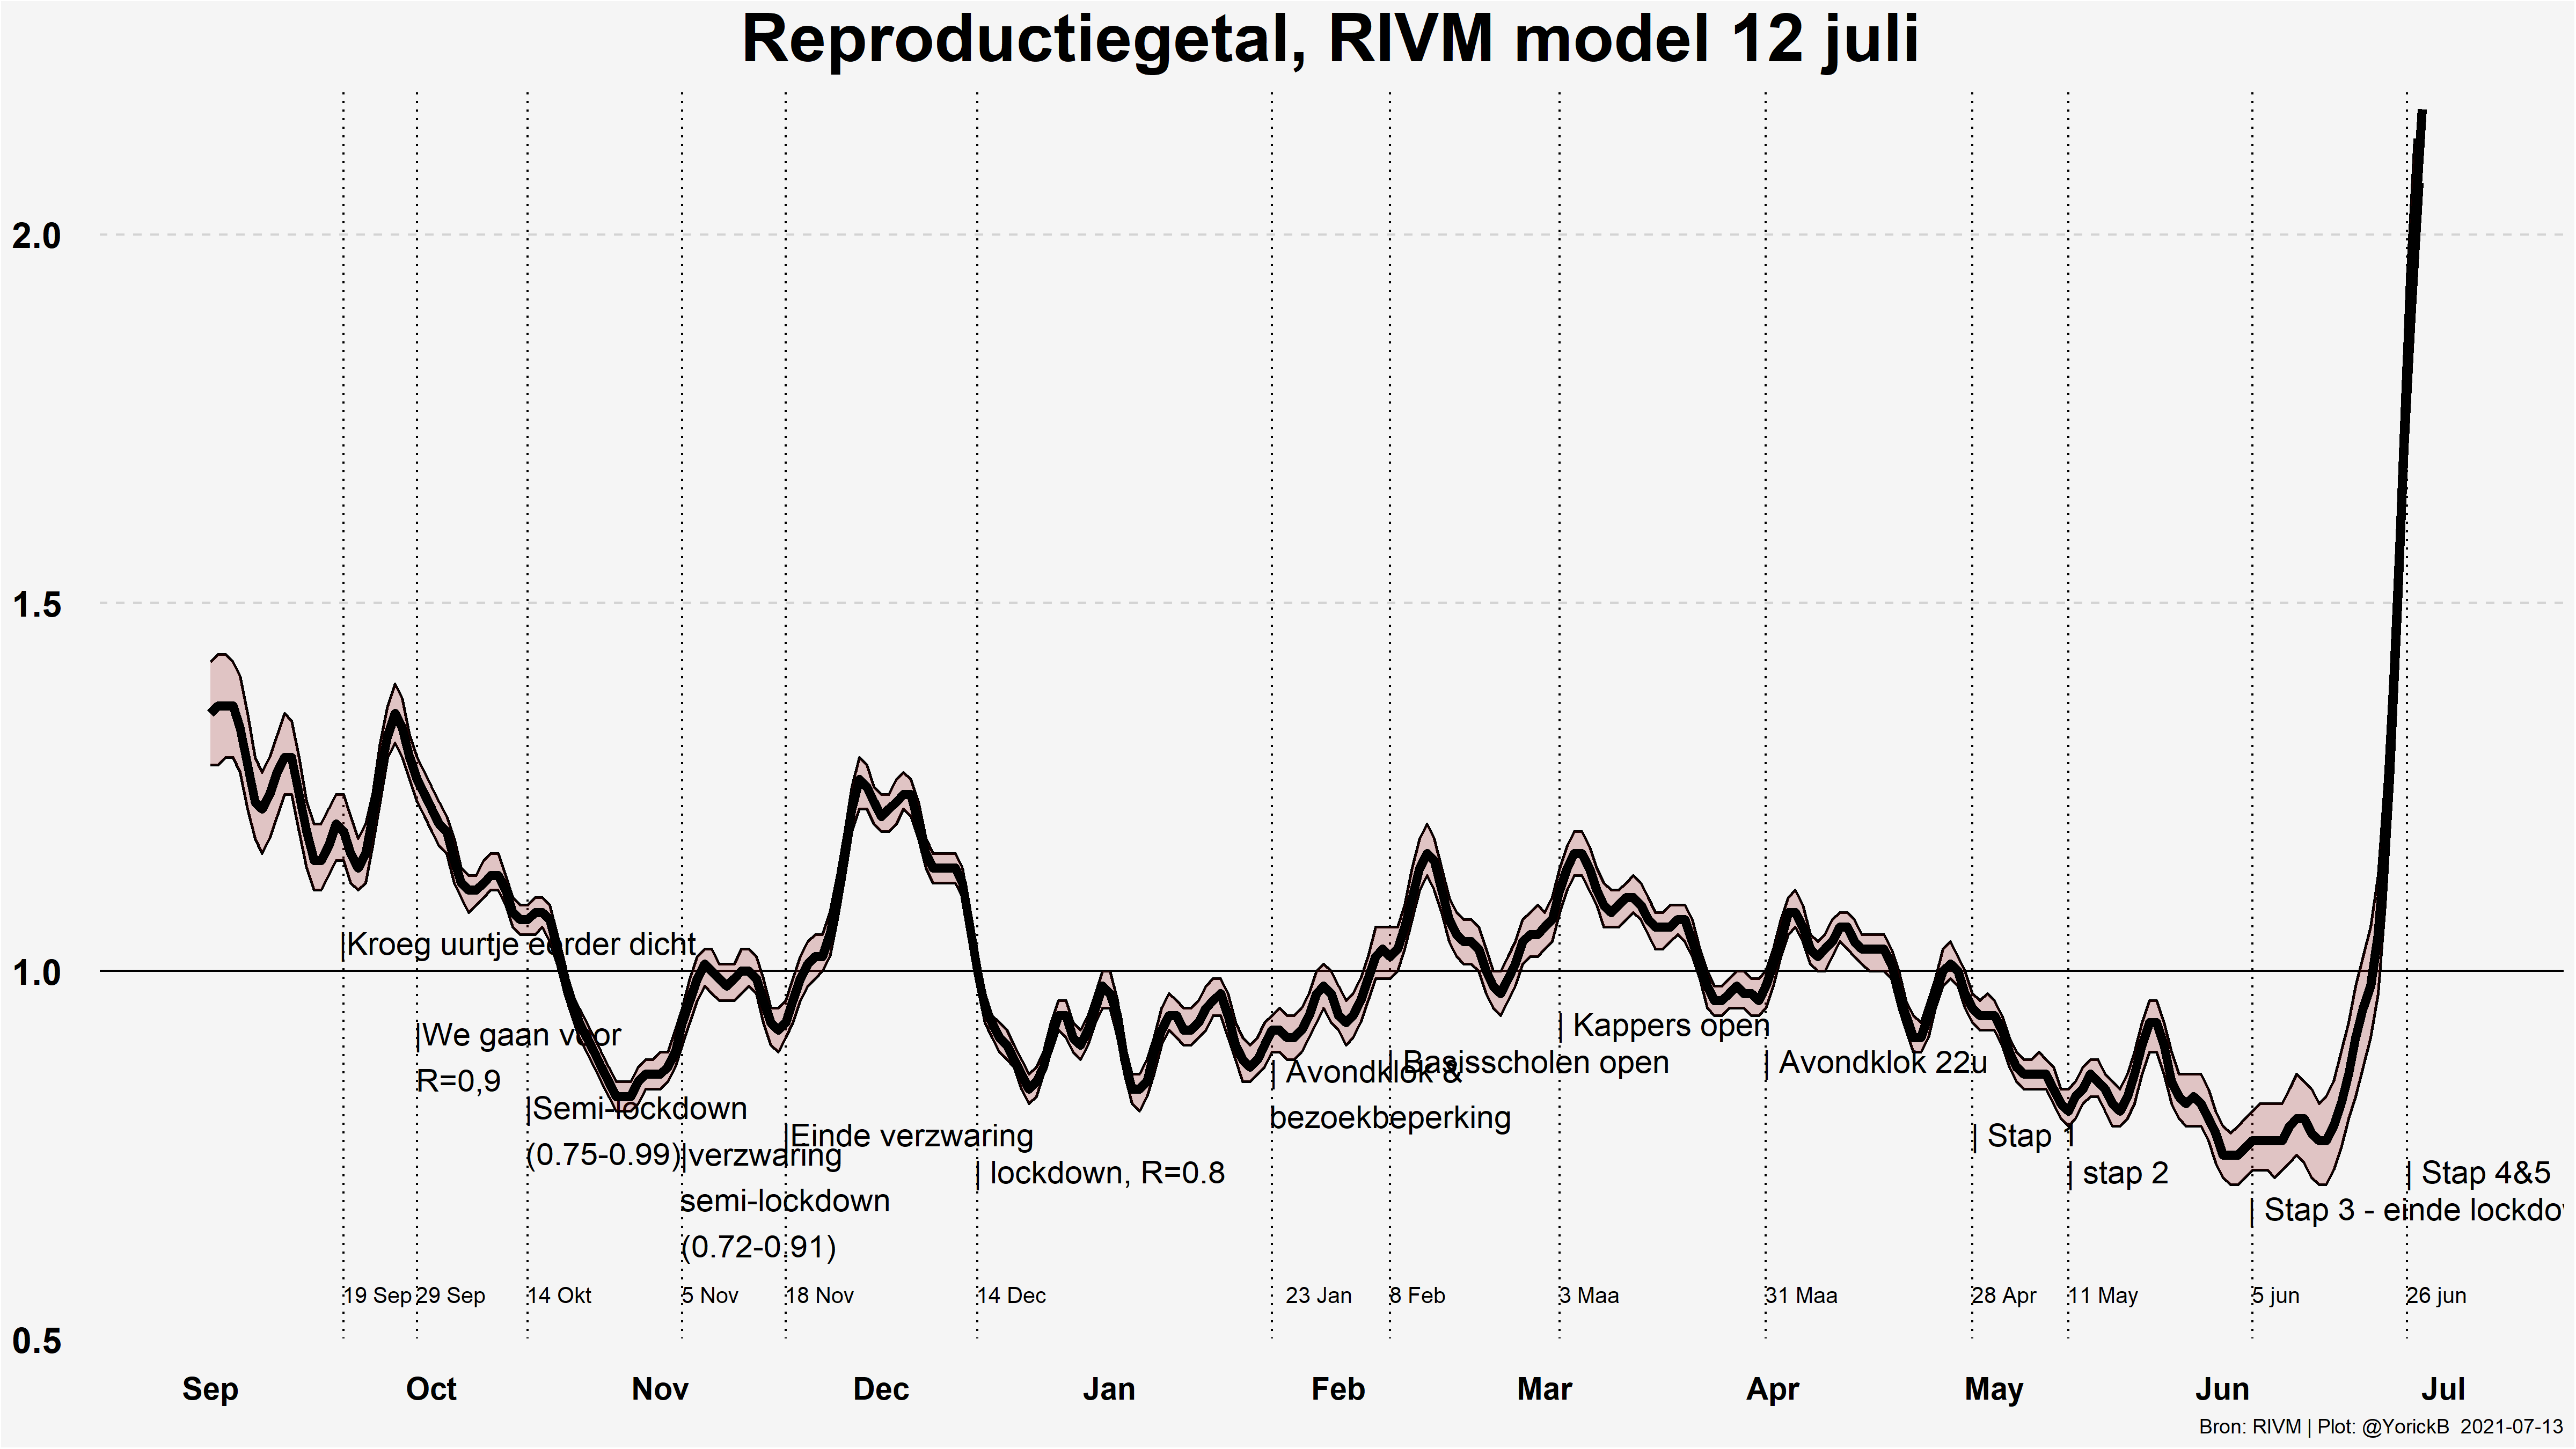 Reproductiegetal, RIVM model 12 juli
2.0
1.5
1.0
0.5
|Kroeg uurtje eerder dicht
|We gaan voor
R=0,9
|Semi-lockdown
(0.75-0.99)
|verzwaring
semi-lockdown
(0.72-0.91)
|Einde verzwaring
| lockdown, R=0.8
| Avondklok &
bezoekbeperking
| Basisscholen open
| Kappers open
| Avondklok 22u
| Stap 1
| stap 2
| Stap 3 - einde lockdow
| Stap 4&5
19 Sep
29 Sep
14 Okt
5 Nov
18 Nov
14 Dec
23 Jan
8 Feb
3 Maa
31 Maa
28 Apr
11 May
5 jun
26 jun
Sep
Oct
Nov
Dec
Jan
Feb
Mar
Apr
May
Jun
Jul
Bron: RIVM | Plot: @YorickB 2021-07-13